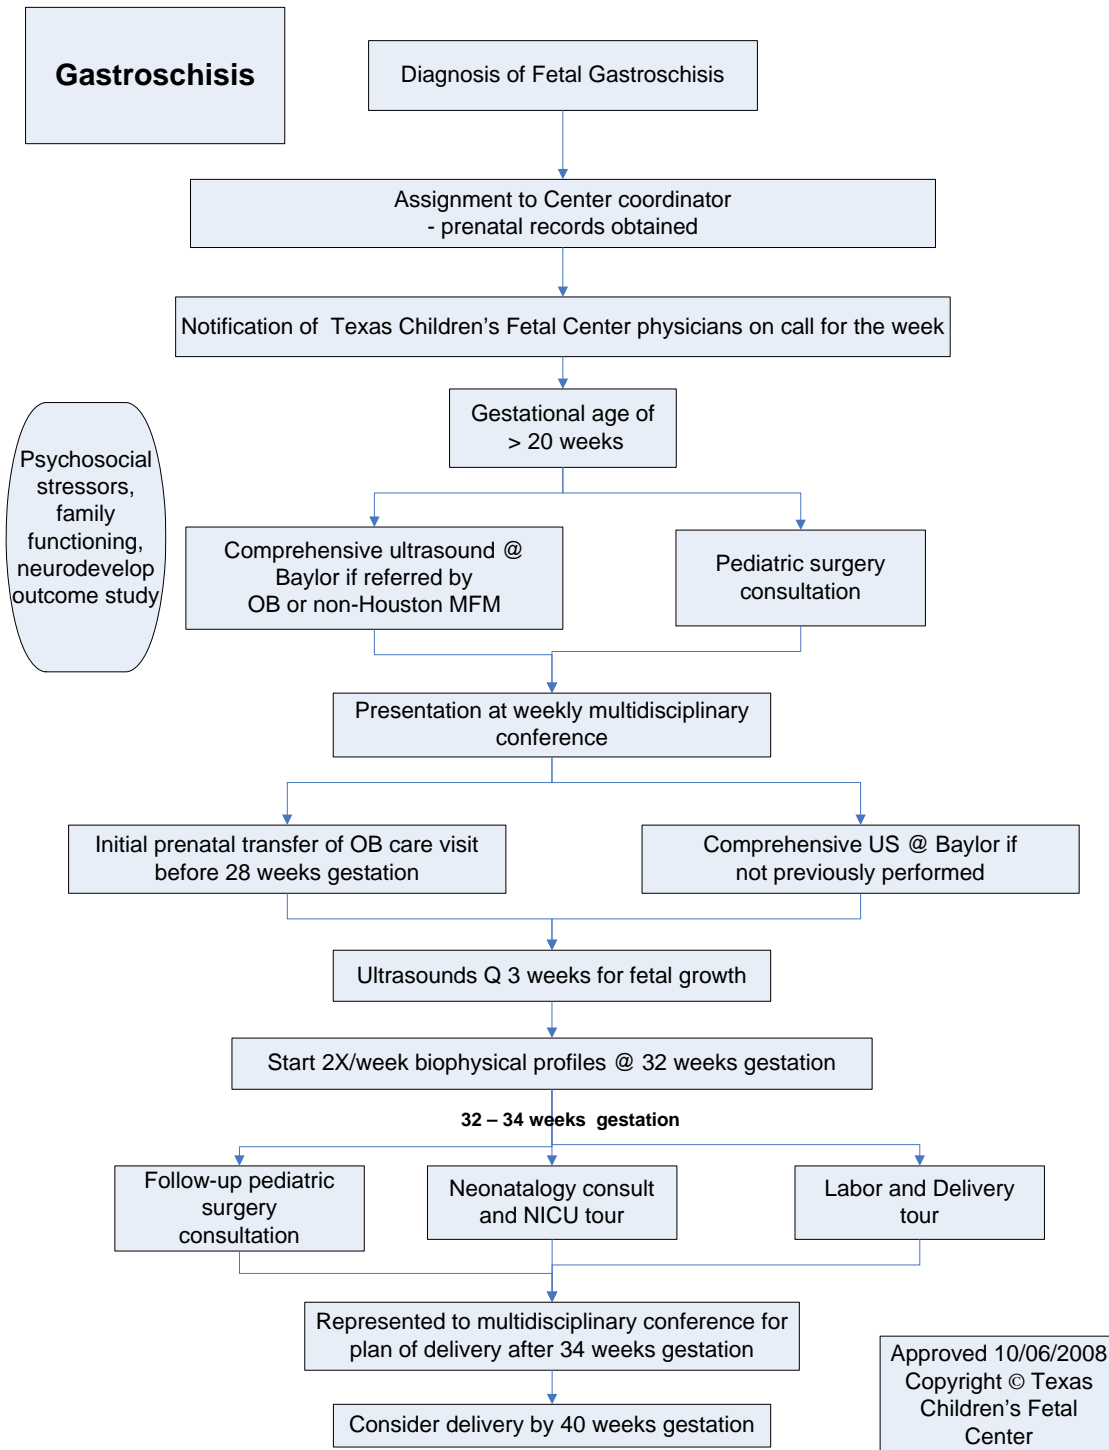 Gastroschisis
Diagnosis of Fetal Gastroschisis
Assignment to Center coordinator
- prenatal records obtained
Notification of  Texas Children's Fetal Center physicians on call for the week
Gestational age of
> 20 weeks
Psychosocial
stressors,
family
functioning,
neurodevelop
outcome study
Comprehensive ultrasound @
Baylor if referred by
OB or non-Houston MFM
Pediatric surgery
consultation
Presentation at weekly multidisciplinary
conference
Initial prenatal transfer of OB care visit
before 28 weeks gestation
Comprehensive US @ Baylor if
not previously performed
Ultrasounds Q 3 weeks for fetal growth
Start 2X/week biophysical profiles @ 32 weeks gestation
32 – 34 weeks  gestation
Follow-up pediatric
surgery
consultation
Neonatalogy consult
and NICU tour
Labor and Delivery
tour
Represented to multidisciplinary conference for
plan of delivery after 34 weeks gestation
Consider delivery by 40 weeks gestation
Approved 10/06/2008
Copyright © Texas
Children's Fetal
Center